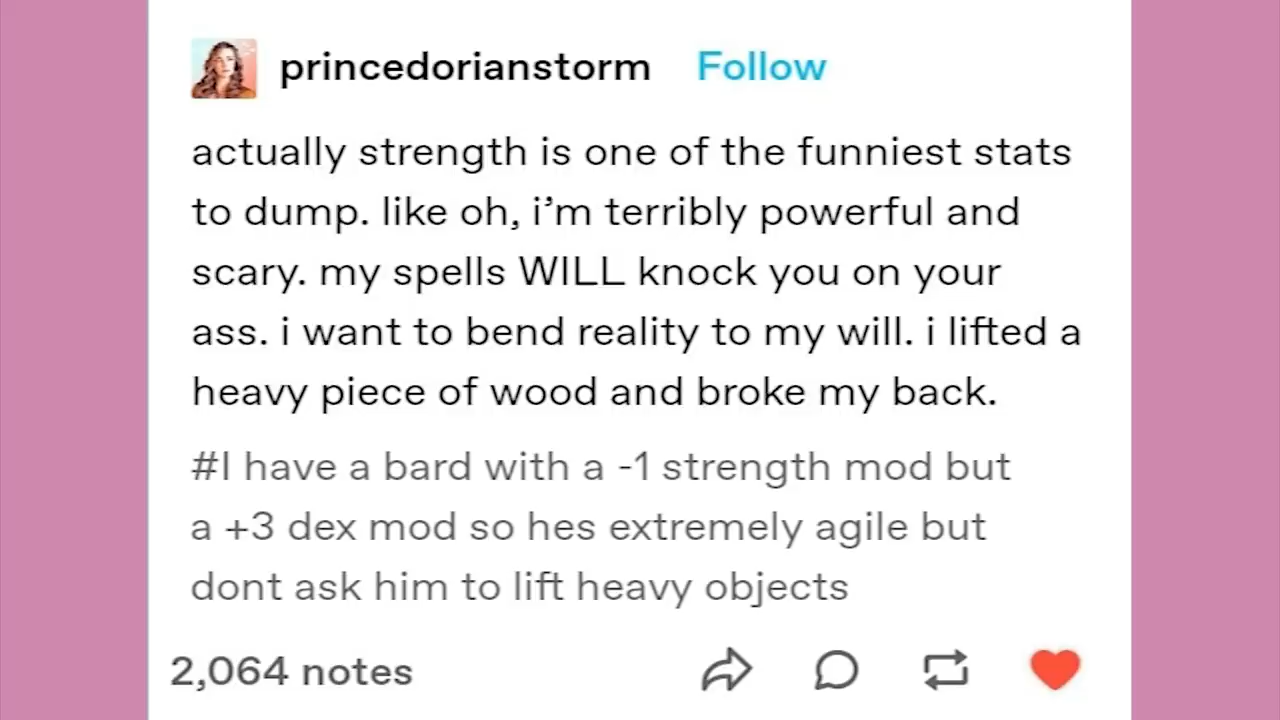 princedorianstorm Follow
actually strength is one of the funniest stats
to dump. like oh, i’m terribly powerful and
scary. my spells WILL knock you on your
ass. i want to bend reality to my will. i lifted a
heavy piece of wood and broke my back.
#I have a bard with a -1 strength mod but
a +3 dex mod so hes extremely agile but
dont ask him to lift heavy objects
2,064 notes